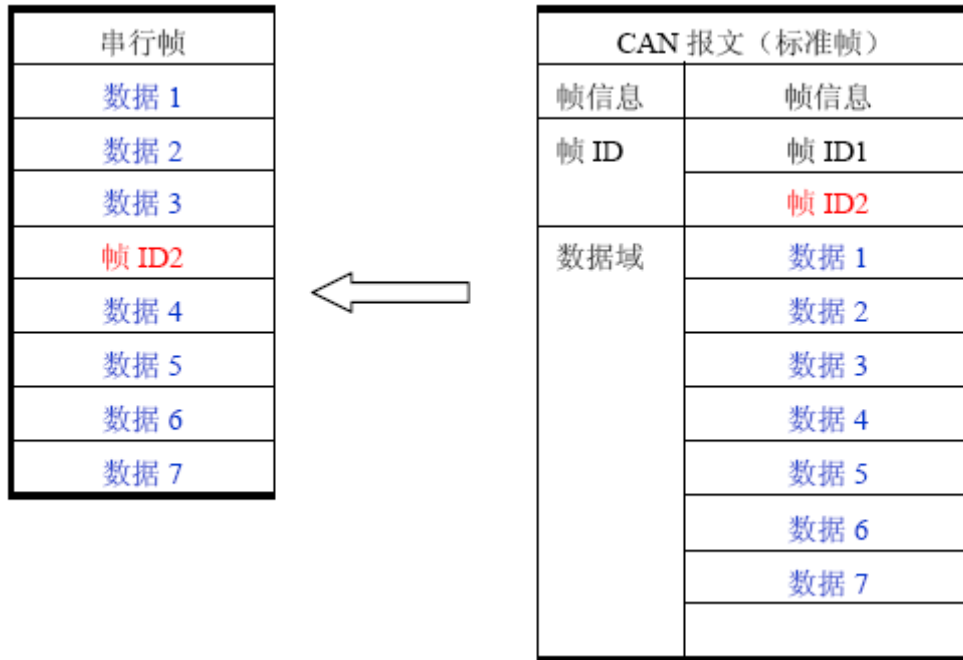 串行帧
数据 1
数据 2
数据 3
帧 ID2
数据 4
数据 5
数据 6
数据 7
CAN 报文（标准帧）
帧信息 帧信息
帧 ID 帧 ID1
帧 ID2
数据域 数据 1
数据 2
数据 3
数据 4
数据 5
数据 6
数据 7